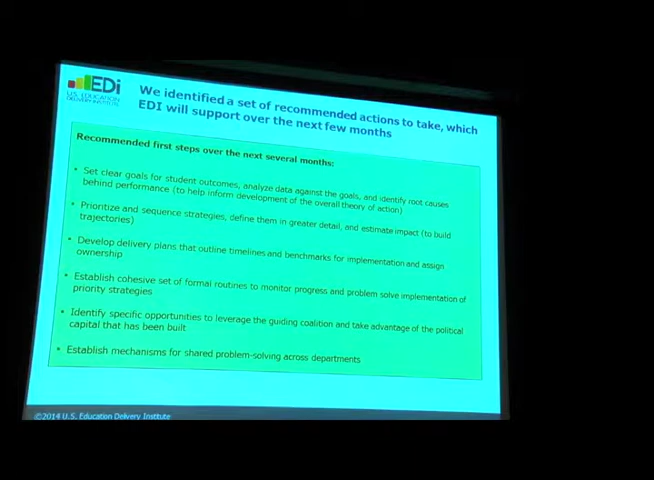 EDi
U.S. EDUCATION
DELIVERY INSTITUTE
We identified a set of recommended actions to take, which
EDI will support over the next few months
Recommended first steps over the next several months:
• Set clear goals for student outcomes, analyze data against the goals, and identify root causes
behind performance (to help inform development of the overall theory of action)
• Prioritize and sequence strategies, define them in greater detail, and estimate impact (to build
trajectories)
• Develop delivery plans that outline timelines and benchmarks for implementation and assign
ownership
• Establish cohesive set of formal routines to monitor progress and problem solve implementation of
priority strategies
• Identify specific opportunities to leverage the guiding coalition and take advantage of the political
capital that has been built
• Establish mechanisms for shared problem-solving across departments
©2014 U.S. Education Delivery Institute